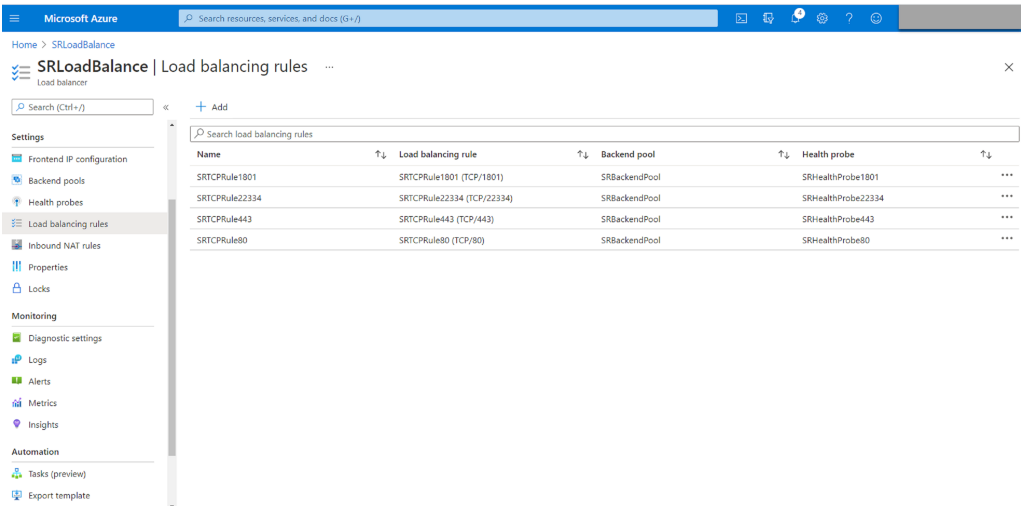 Microsoft Azure
Search resources, services, and docs (G+/)
4
Home > SRLoadBalance
SRLoadBalance | Load balancing rules ...
Load balancer
Search (Ctrl+/)
«
+ Add
Settings
Frontend IP configuration
Backend pools
Health probes
Load balancing rules
Inbound NAT rules
Properties
Locks
Monitoring
Diagnostic settings
Logs
Alerts
Metrics
Insights
Automation
Tasks (preview)
Export template
Search load balancing rules
Name Load balancing rule Backend pool Health probe
SRTCPRule1801 SRTCPRule1801 (TCP/1801) SRBackendPool SRHealthProbe1801
SRTCPRule22334 SRTCPRule22334 (TCP/22334) SRBackendPool SRHealthProbe22334
SRTCPRule443 SRTCPRule443 (TCP/443) SRBackendPool SRHealthProbe443
SRTCPRule80 SRTCPRule80 (TCP/80) SRBackendPool SRHealthProbe80